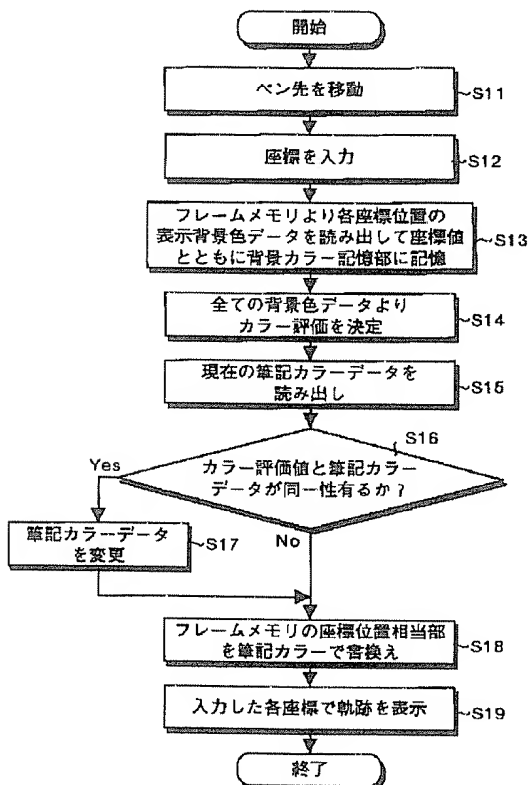 開始
ペン先を移動
S11
座標を入力
S12
フレームメモリより各座標位置の
表示背景色データを読み出して座標値
とともに背景カラー記憶部に記憶
S13
全ての背景色データより
カラー評価を決定
S14
現在の筆記カラーデータを
読み出し
S15
S16
カラー評価値と筆記カラー
データが同一性有るか?
Yes
No
筆記カラーデータ
を変更
S17
フレームメモリの座標位置相当部
を筆記カラーで書換え
S18
入力した各座標で軌跡を表示
S19
終了